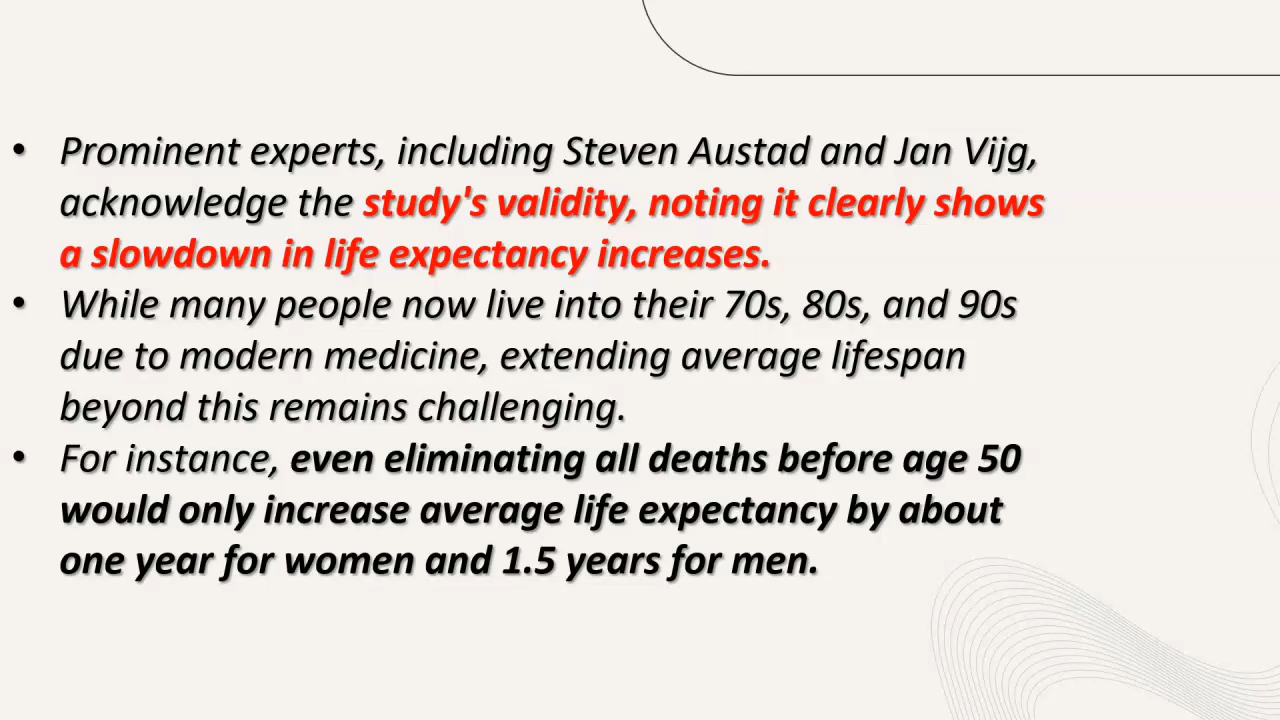 • Prominent experts, including Steven Austad and Jan Vijg,
acknowledge the study's validity, noting it clearly shows
a slowdown in life expectancy increases.
• While many people now live into their 70s, 80s, and 90s
due to modern medicine, extending average lifespan
beyond this remains challenging.
• For instance, even eliminating all deaths before age 50
would only increase average life expectancy by about
one year for women and 1.5 years for men.